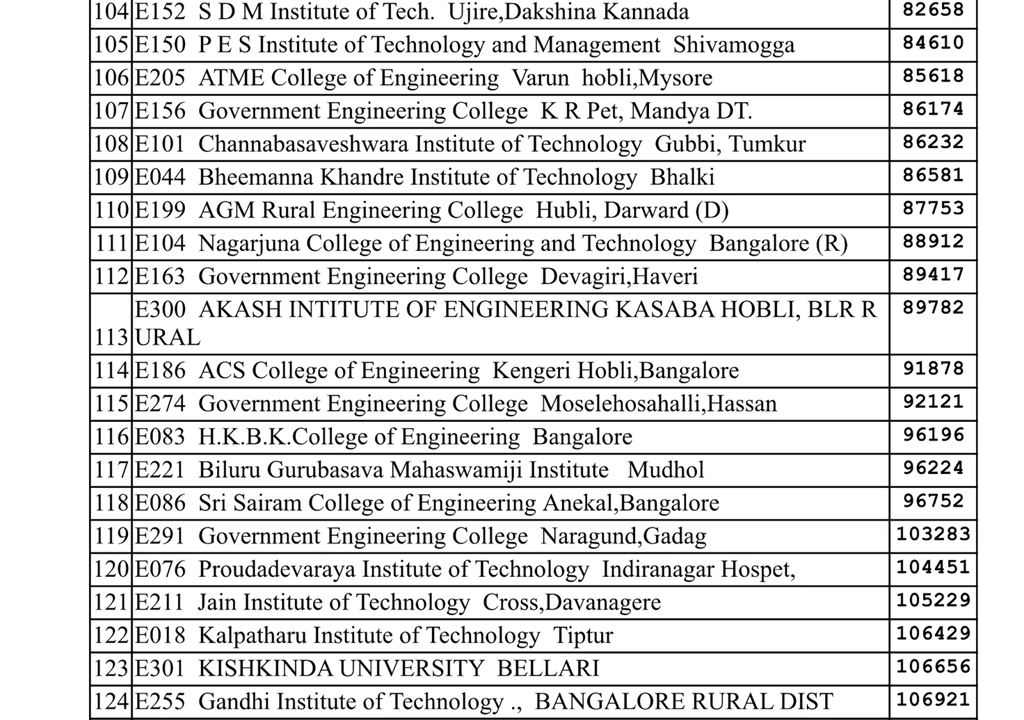 104 E152 S D M Institute of Tech. Ujire,Dakshina Kannada 82658
105 E150 P E S Institute of Technology and Management Shivamogga 84610
106 E205 ATME College of Engineering Varun hobli,Mysore 85618
107 E156 Government Engineering College K R Pet, Mandya DT. 86174
108 E101 Channabasaveshwara Institute of Technology Gubbi, Tumkur 86232
109 E044 Bheemanna Khandre Institute of Technology Bhalki 86581
110 E199 AGM Rural Engineering College Hubli, Darward (D) 87753
111 E104 Nagarjuna College of Engineering and Technology Bangalore (R) 88912
112 E163 Government Engineering College Devagiri,Haveri 89417
E300 AKASH INTITUTE OF ENGINEERING KASABA HOBLI, BLR R 89782
113 URAL
114 E186 ACS College of Engineering Kengeri Hobli,Bangalore 91878
115 E274 Government Engineering College Moselehosahalli,Hassan 92121
116 E083 H.K.B.K.College of Engineering Bangalore 96196
117 E221 Biluru Gurubasava Mahaswamiji Institute Mudhol 96224
118 E086 Sri Sairam College of Engineering Anekal,Bangalore 96752
119 E291 Government Engineering College Naragund,Gadag 103283
120 E076 Proudadevaraya Institute of Technology Indiranagar Hospet, 104451
121 E211 Jain Institute of Technology Cross,Davanagere 105229
122 E018 Kalpatharu Institute of Technology Tiptur 106429
123 E301 KISHKINDA UNIVERSITY BELLARI 106656
124 E255 Gandhi Institute of Technology ., BANGALORE RURAL DIST 106921